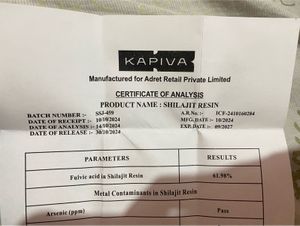 KAPIVA
Manufactured for Adret Retail Private Limited
CERTIFICATE OF ANALYSIS
PRODUCT NAME : SHILAJIT RESIN
BATCH NUMBER :- SSJ-459
A.R.No: - ICF-2410160204
DATE OF RECEIPT :- 10/10/2024
MFG.DATE :- 10/2024
DATE OF ANALYSIS :- 14/10/2024
EXP. DATE :- 09/2027
DATE OF RELEASE :- 30/10/2024
PARAMETERS RESULTS
Fulvic acid in Shilajit Resin 61.98%
Metal Contaminants in Shilajit Resin
Arsenic (ppm) Pass